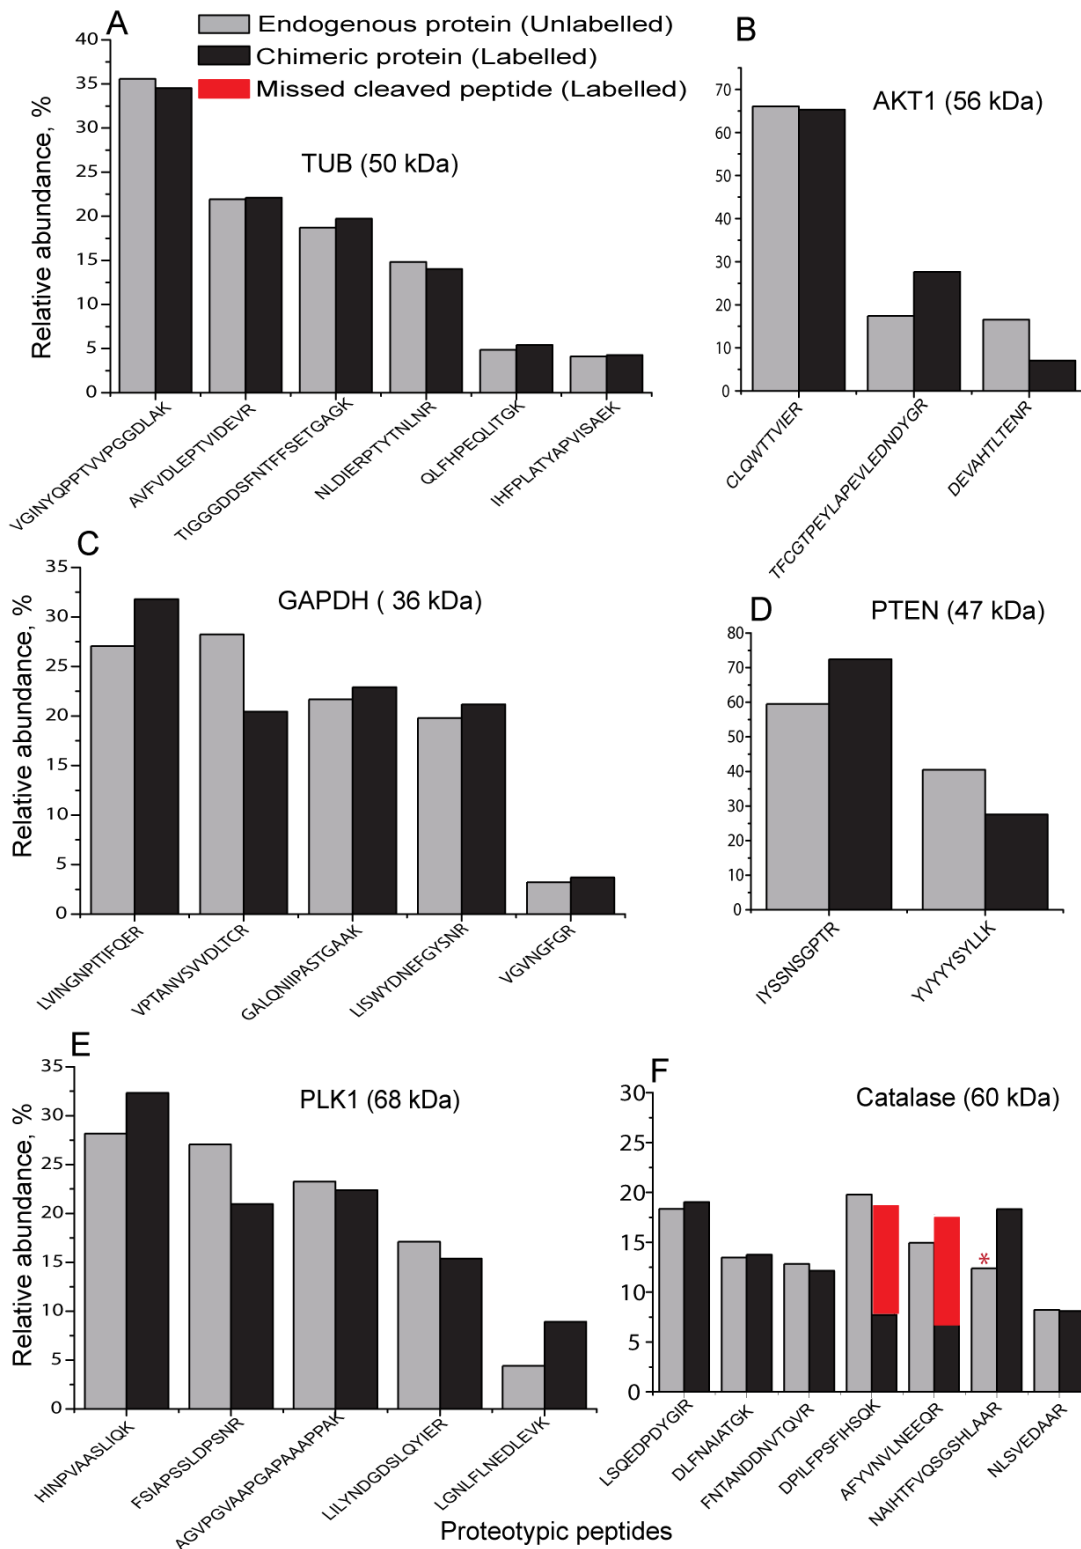 A
Endogenous protein (Unlabelled)
Chimeric protein (Labelled)
Missed cleaved peptide (Labelled)
TUB (50 kDa)
Relative abundance, %
40
35
30
25
20
15
10
5
0
VGINYQPPTVVPGGDLAK
AVFVDLEPTVIDEVR
TIGGGDDSFNTFFSETGAGK
NLDIERPTYTNLNR
QLFHPEQLITGK
IHFPLATYAPVISAEK
B
AKT1 (56 kDa)
70
60
50
40
30
20
10
0
CLQWTTVIER
TFCGTPEYLAPEVLEDNDYGR
DEVAHTLTENR
C
GAPDH ( 36 kDa)
Relative abundance, %
35
30
25
20
15
10
5
0
LVINGNPITIFQER
VPTANVSVVDLTCR
GALQNIIPASTGAAK
LISWYDNEFGYSNR
VGVNGFGR
D
PTEN (47 kDa)
80
70
60
50
40
30
20
10
0
IYSSNSGPTR
YVYYYSYLLK
E
PLK1 (68 kDa)
Relative abundance, %
35
30
25
20
15
10
5
0
HINPVAASLIQK
FSIAPSSLDPSNR
AGVPGVAAPGAPAAAPPAK
LILYNDGDSLQYIER
LGNLFLNEDLEVK
F
Catalase (60 kDa)
30
25
20
15
10
5
0
*
LSQEDPDYGIR
DLFNAIATGK
FNTANDDNVTQVR
DPILFPSFIHSQK
AFYVNVLNEEQR
NAIHTFVQSGSHLAAR
NLSVEDAAR
Proteotypic peptides